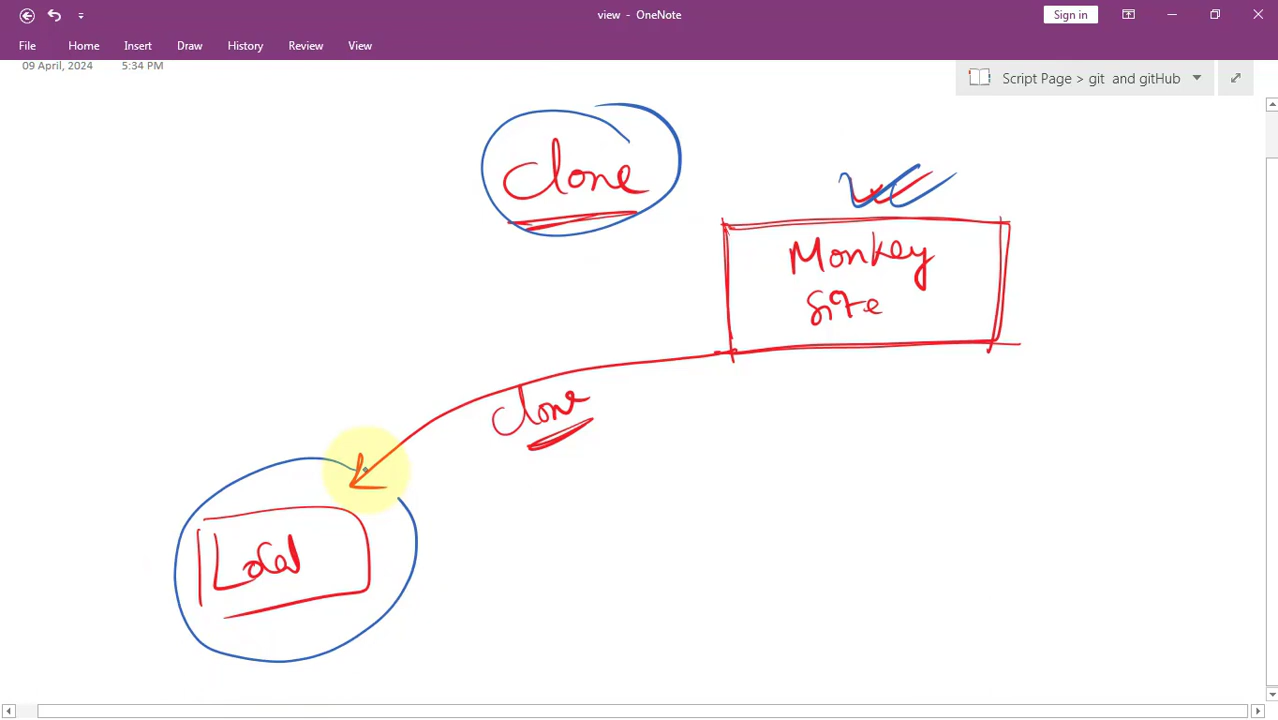 view - OneNote
Sign in
File Home Insert Draw History Review View
09 April, 2024 5:34 PM
Script Page > git and gitHub
Clone
Monkey
Site
Clone
Local